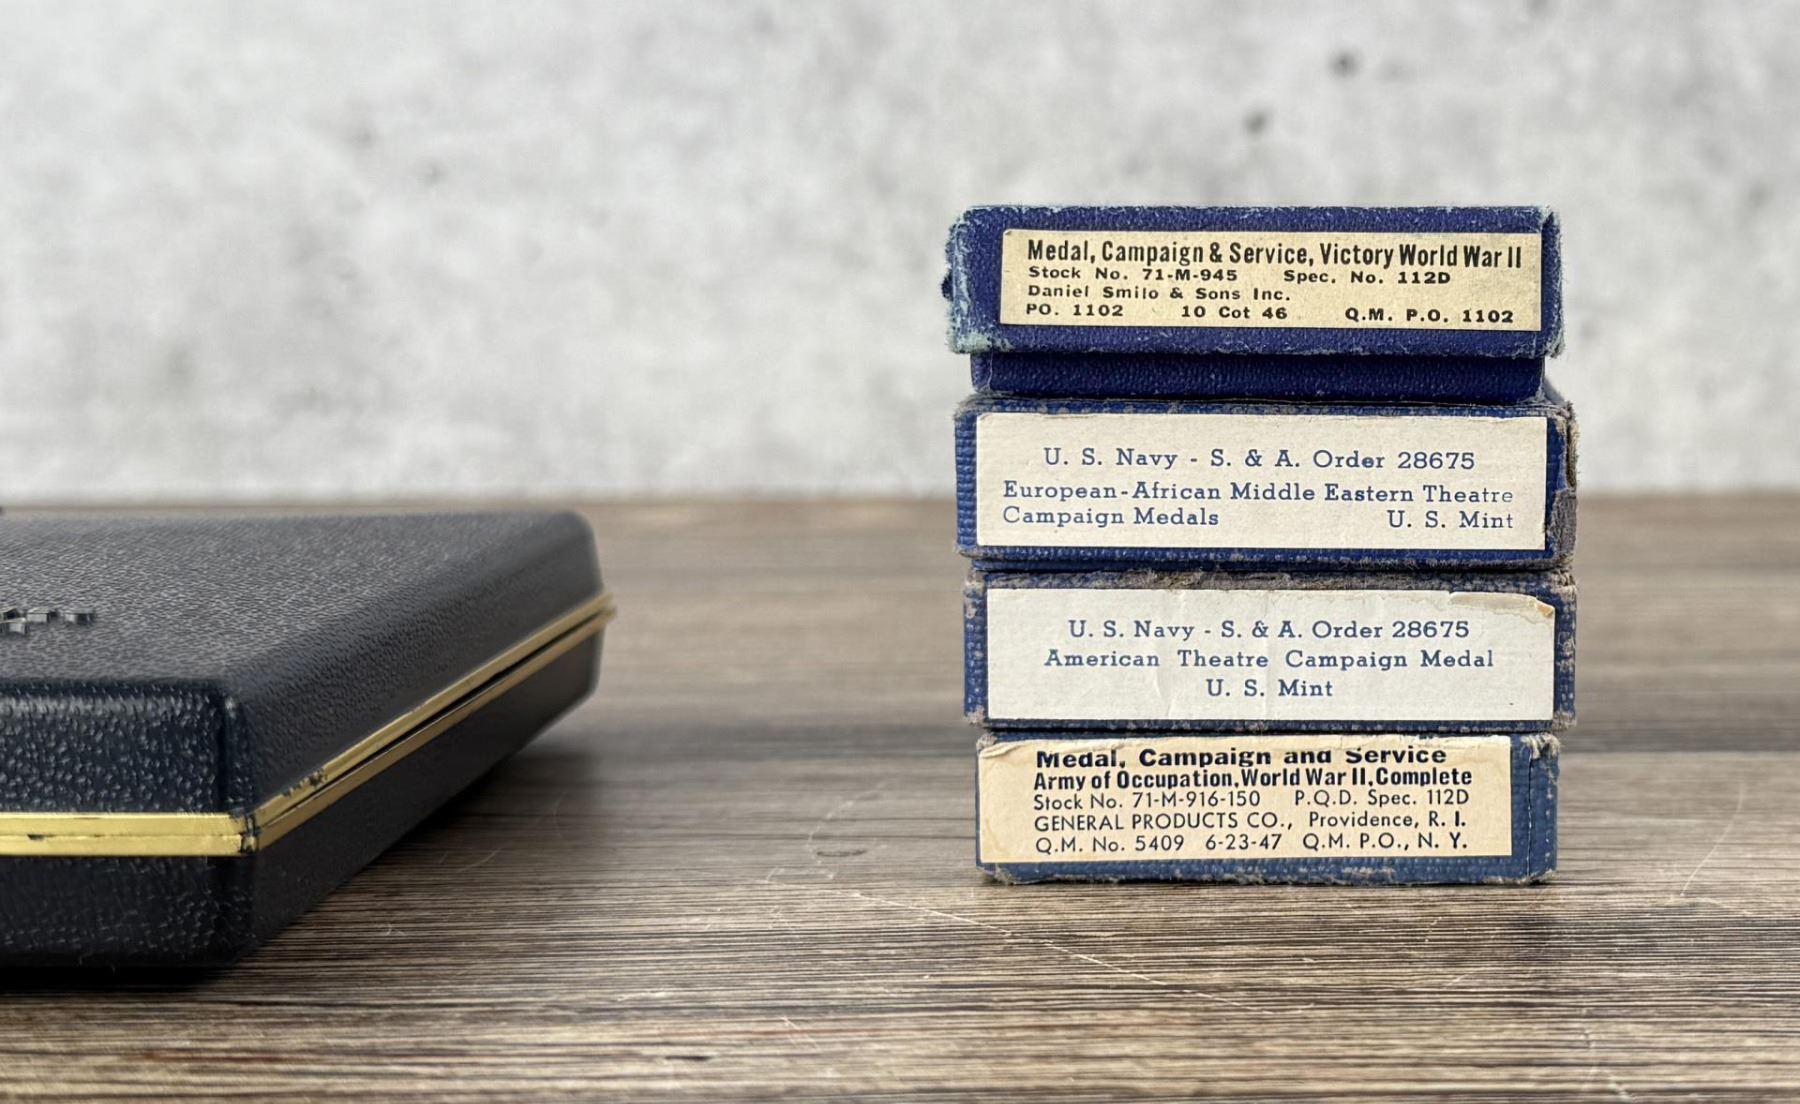 Medal, Campaign & Service, Victory World War II
Stock No. 71-M-945 Spec. No. 112D
Daniel Smilo & Sons Inc.
PO. 1102 10 Cot 46 Q.M. P.O. 1102
U. S. Navy - S. & A. Order 28675
European-African Middle Eastern Theatre
Campaign Medals U. S. Mint
U. S. Navy - S. & A. Order 28675
American Theatre Campaign Medal
U. S. Mint
Medal, Campaign and Service
Army of Occupation, World War II, Complete
Stock No. 71-M-916-150 P.Q.D. Spec. 112D
GENERAL PRODUCTS CO., Providence, R. I.
Q.M. No. 5409 6-23-47 Q.M. P.O., N. Y.